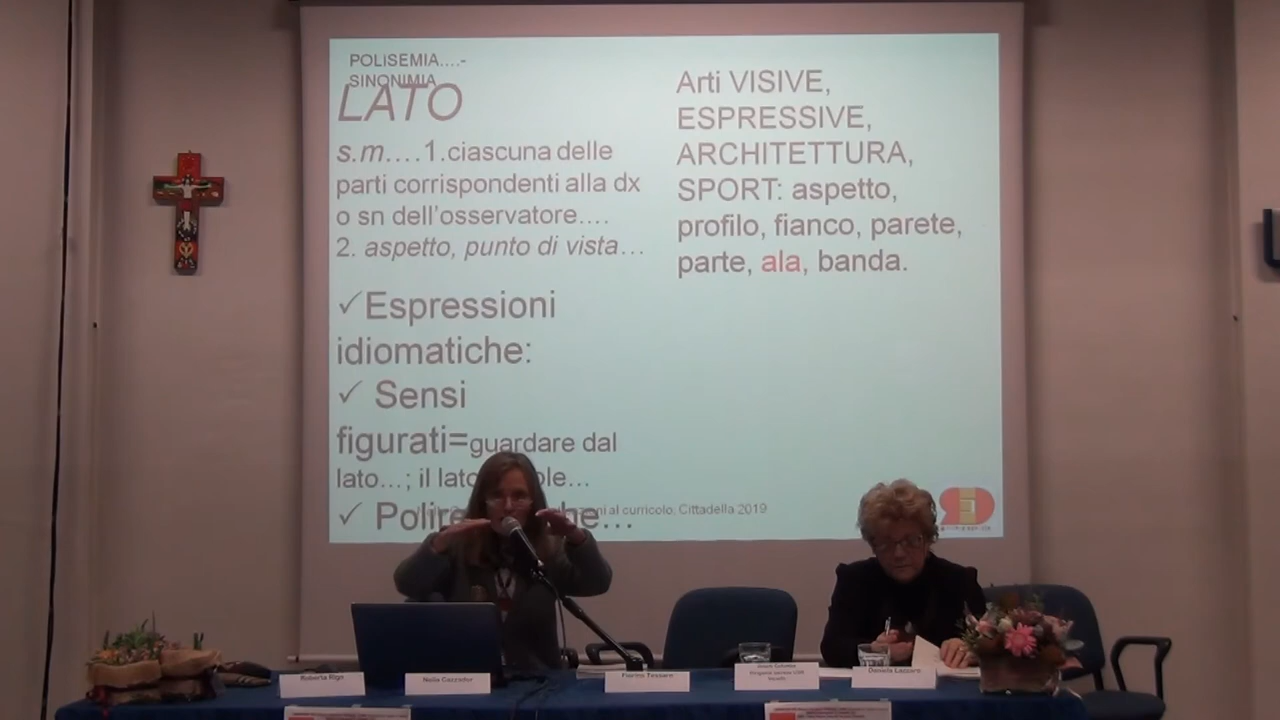 POLISEMIA....-
SINONIMIA
LATO
s.m....1.ciascuna delle
parti corrispondenti alla dx
o sn dell'osservatore....
2. aspetto, punto di vista...
✓Espressioni
idiomatiche:
✓ Sensi
figurati=guardare dal
lato...; il lato
✓
al curricolo, Cittadella 2019
Arti VISIVE,
ESPRESSIVE,
ARCHITETTURA,
SPORT: aspetto,
profilo, fianco, parete,
parte, ala, banda.
Roberta Rigo
Neila Cazzador
Fiorino Tessaro
Daniela Lazzaro